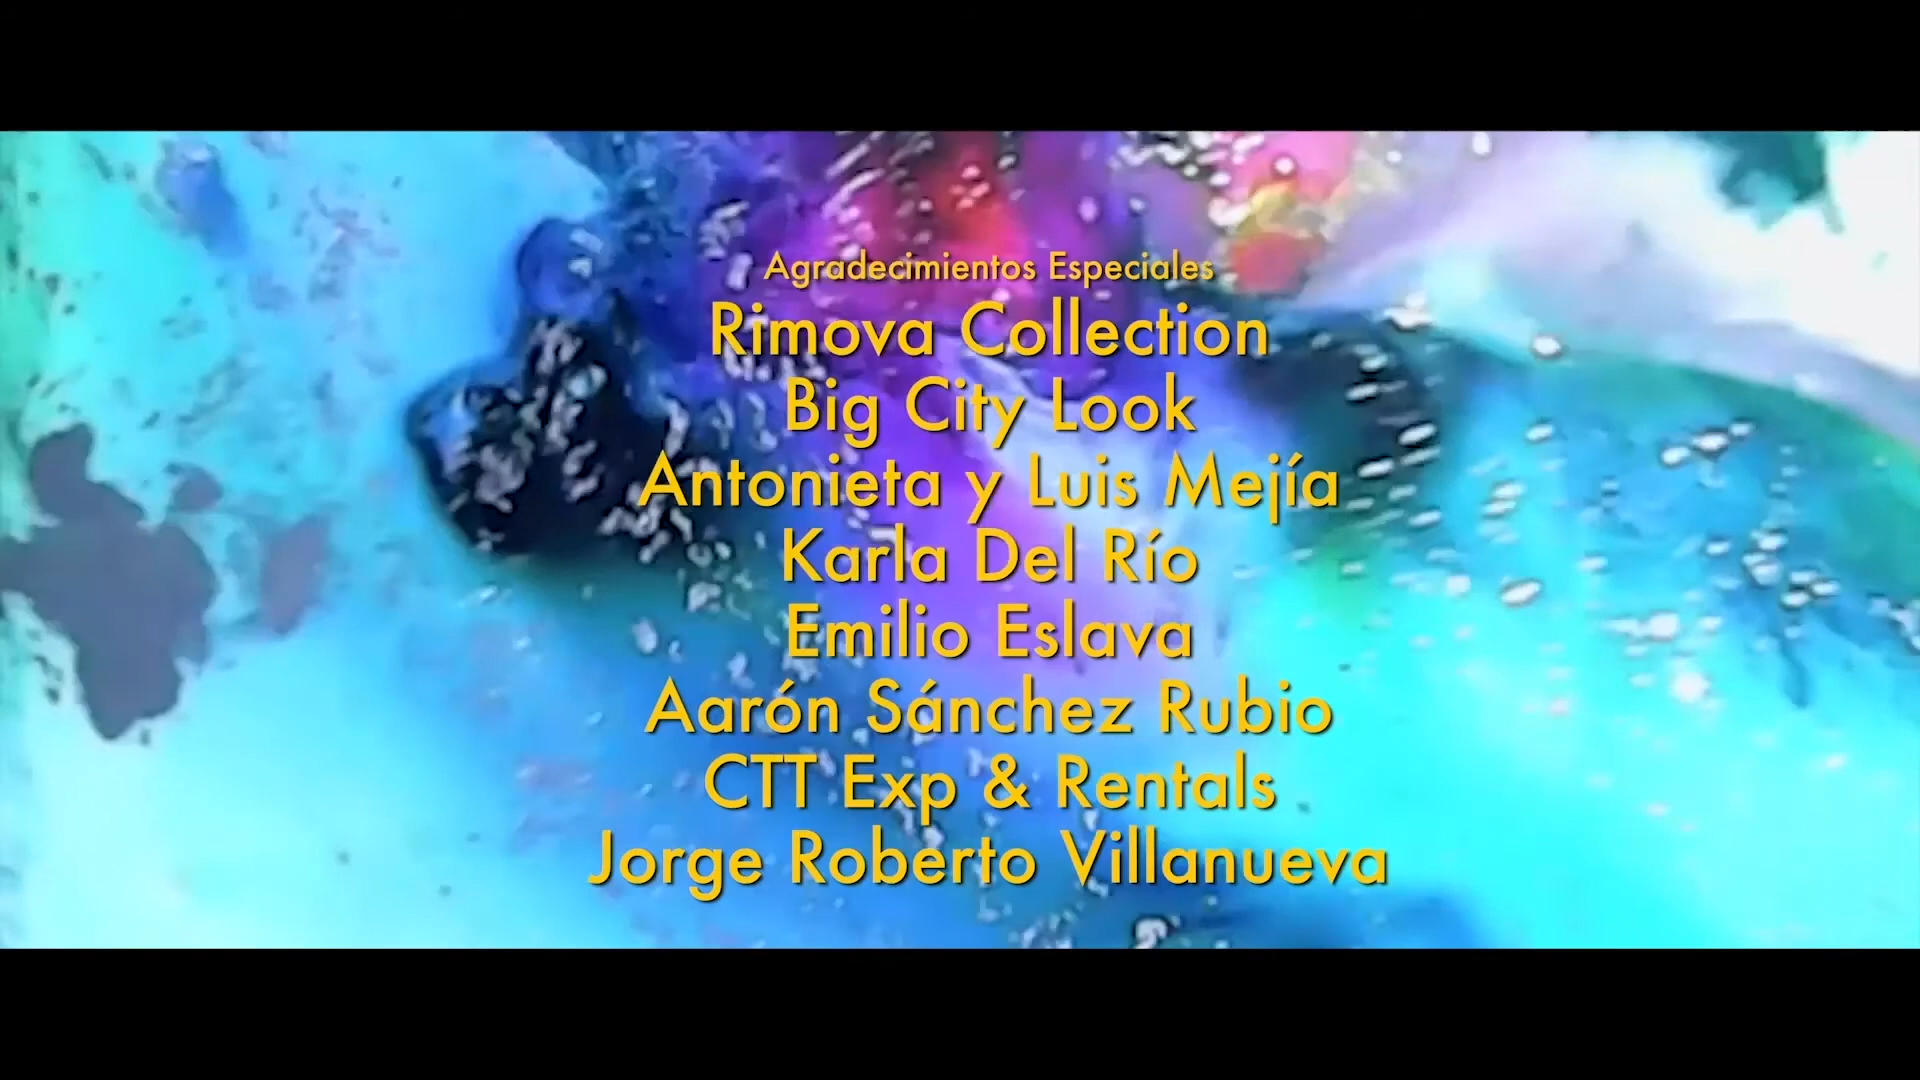 Agradecimientos Especiales
Rimova Collection
Big City Look
Antonieta y Luis Mejía
Karla Del Río
Emilio Eslava
Aarón Sánchez Rubio
CTT Exp & Rentals
Jorge Roberto Villanueva